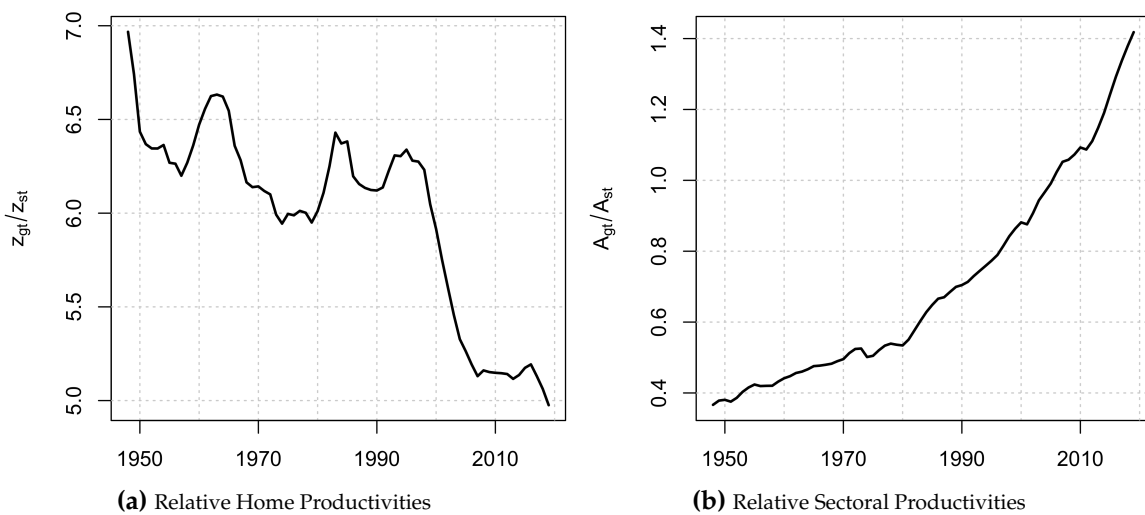 7.0
6.5
6.0
5.5
5.0
z_gt/z_st
1950 1970 1990 2010
(a) Relative Home Productivities
1.4
1.2
1.0
0.8
0.6
0.4
A_gt/A_st
1950 1970 1990 2010
(b) Relative Sectoral Productivities